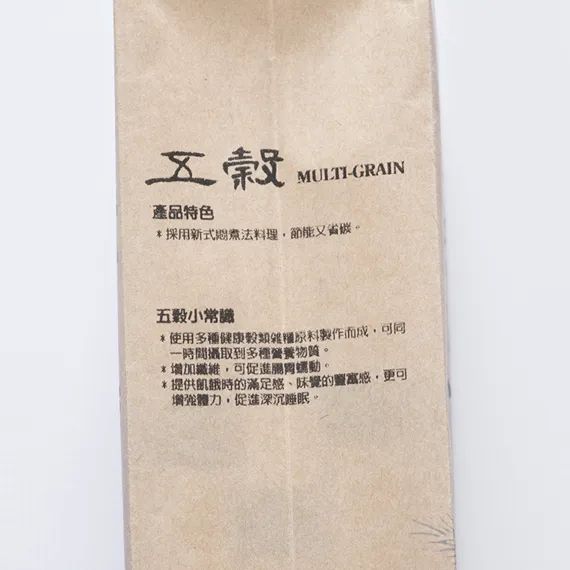 五穀 MULTI-GRAIN
產品特色
*採用新式悶煮法料理，節能又省碳。
五穀小常識
*使用多種健康穀類雜糧原料製作而成，可同
一時間攝取到多種營養物質。
*增加纖維，可促進腸胃蠕動。
*提供飢餓時的滿足感、味覺的豐富感，更可
增強體力，促進深沉睡眠。